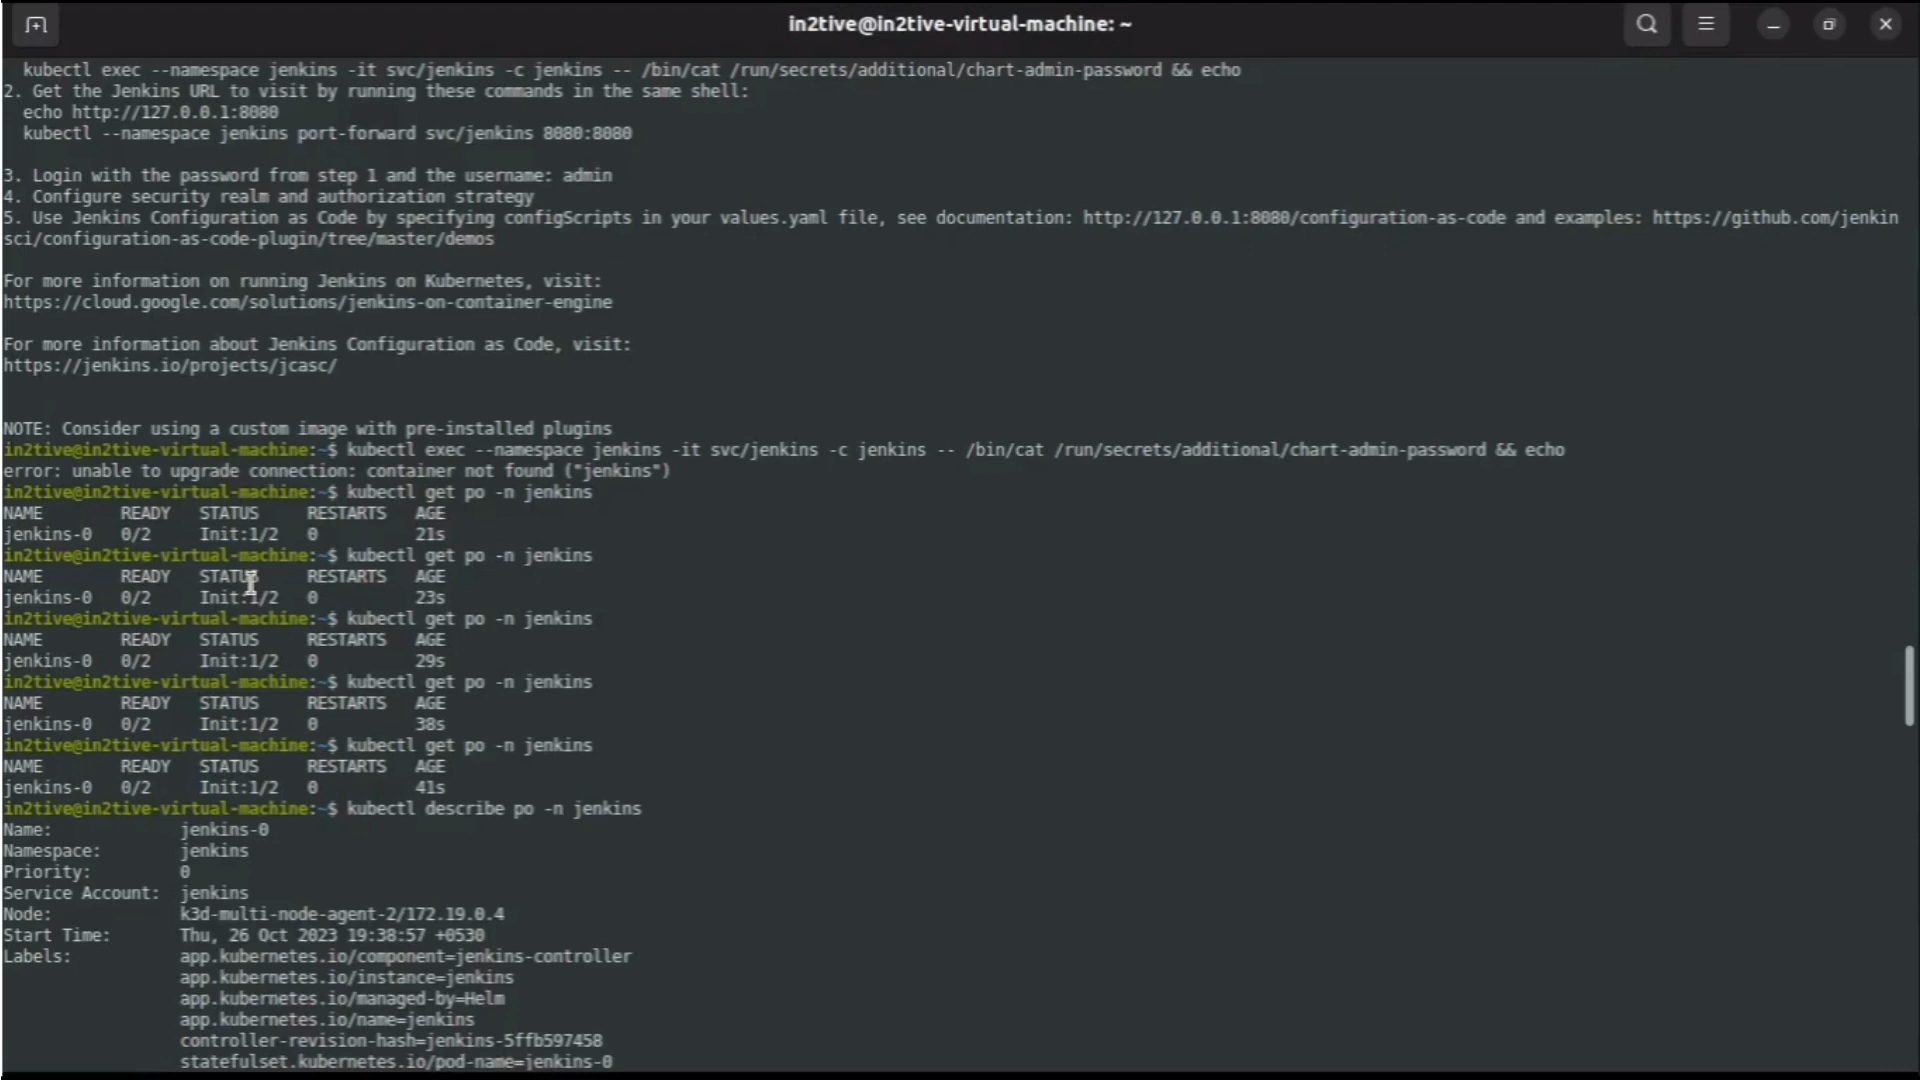 in2tive@in2tive-virtual-machine: ~
kubectl exec --namespace jenkins -it svc/jenkins -c jenkins -- /bin/cat /run/secrets/additional/chart-admin-password && echo
2. Get the Jenkins URL to visit by running these commands in the same shell:
echo http://127.0.0.1:8080
kubectl --namespace jenkins port-forward svc/jenkins 8080:8080
3. Login with the password from step 1 and the username: admin
4. Configure security realm and authorization strategy
5. Use Jenkins Configuration as Code by specifying configScripts in your values.yaml file, see documentation: http://127.0.0.1:8080/configuration-as-code and examples: https://github.com/jenkin
sci/configuration-as-code-plugin/tree/master/demos
For more information on running Jenkins on Kubernetes, visit:
https://cloud.google.com/solutions/jenkins-on-container-engine
For more information about Jenkins Configuration as Code, visit:
https://jenkins.io/projects/jcasc/
NOTE: Consider using a custom image with pre-installed plugins
in2tive@in2tive-virtual-machine:~$ kubectl exec --namespace jenkins -it svc/jenkins -c jenkins -- /bin/cat /run/secrets/additional/chart-admin-password && echo
error: unable to upgrade connection: container not found ("jenkins")
in2tive@in2tive-virtual-machine:~$ kubectl get po -n jenkins
NAME READY STATUS RESTARTS AGE
jenkins-0 0/2 Init:1/2 0 21s
in2tive@in2tive-virtual-machine:~$ kubectl get po -n jenkins
NAME READY STATUS RESTARTS AGE
jenkins-0 0/2 Init:1/2 0 23s
in2tive@in2tive-virtual-machine:~$ kubectl get po -n jenkins
NAME READY STATUS RESTARTS AGE
jenkins-0 0/2 Init:1/2 0 29s
in2tive@in2tive-virtual-machine:~$ kubectl get po -n jenkins
NAME READY STATUS RESTARTS AGE
jenkins-0 0/2 Init:1/2 0 38s
in2tive@in2tive-virtual-machine:~$ kubectl get po -n jenkins
NAME READY STATUS RESTARTS AGE
jenkins-0 0/2 Init:1/2 0 41s
in2tive@in2tive-virtual-machine:~$ kubectl describe po -n jenkins
Name: jenkins-0
Namespace: jenkins
Priority: 0
Service Account: jenkins
Node: k3d-multi-node-agent-2/172.19.0.4
Start Time: Thu, 26 Oct 2023 19:38:57 +0530
Labels: app.kubernetes.io/component=jenkins-controller
app.kubernetes.io/instance=jenkins
app.kubernetes.io/managed-by=Helm
app.kubernetes.io/name=jenkins
controller-revision-hash=jenkins-5ffb597458
statefulset.kubernetes.io/pod-name=jenkins-0